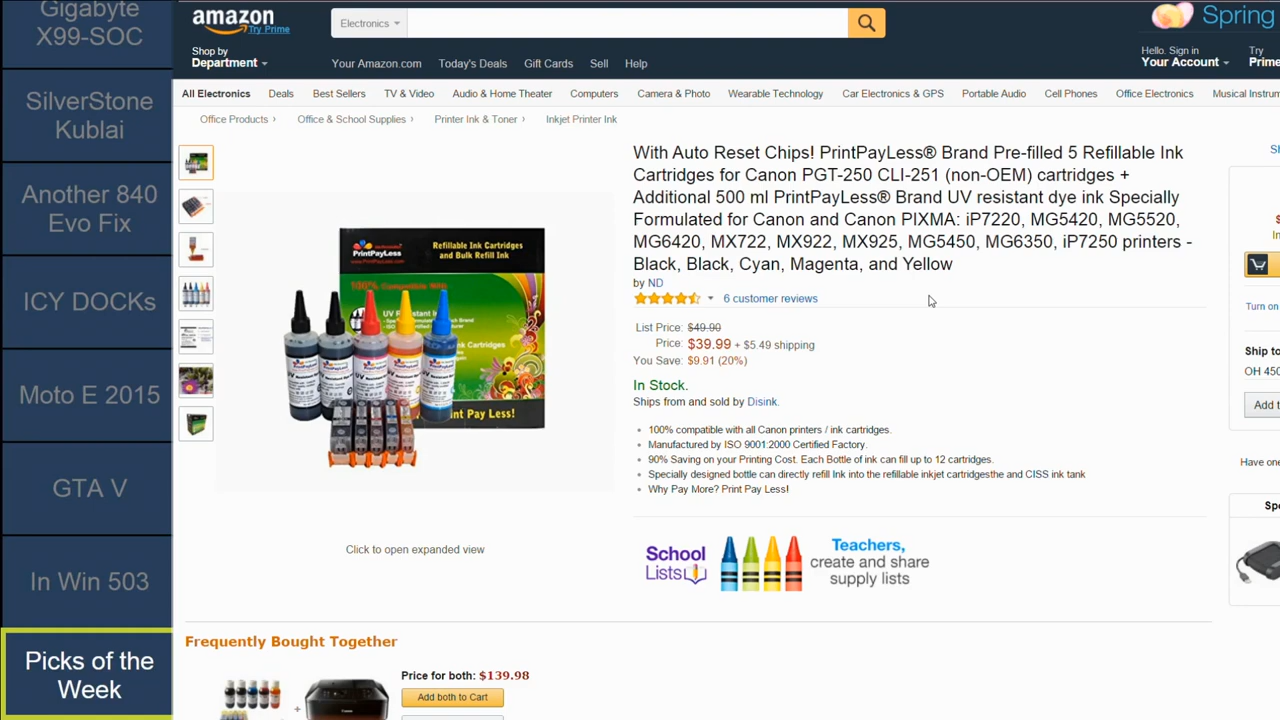 Gigabyte
X99-SOC
SilverStone
Kublai
Another 840
Evo Fix
ICY DOCKs
Moto E 2015
GTA V
In Win 503
Picks of the
Week
amazon
Try Prime
Electronics
Spring
Shop by
Department
Your Amazon.com
Today's Deals
Gift Cards
Sell
Help
Hello. Sign in
Your Account
Try
Prime
All Electronics
Deals
Best Sellers
TV & Video
Audio & Home Theater
Computers
Camera & Photo
Wearable Technology
Car Electronics & GPS
Portable Audio
Cell Phones
Office Electronics
Musical Instrum
Office Products ›
Office & School Supplies ›
Printer Ink & Toner ›
Inkjet Printer Ink
With Auto Reset Chips! PrintPayLess® Brand Pre-filled 5 Refillable Ink
Cartridges for Canon PGT-250 CLI-251 (non-OEM) cartridges +
Additional 500 ml PrintPayLess® Brand UV resistant dye ink Specially
Formulated for Canon and Canon PIXMA: iP7220, MG5420, MG5520,
MG6420, MX722, MX922, MX925, MG5450, MG6350, iP7250 printers -
Black, Black, Cyan, Magenta, and Yellow
by ND
6 customer reviews
List Price: $49.90
Price: $39.99 + $5.49 shipping
You Save: $9.91 (20%)
In Stock.
Ships from and sold by Disink.
• 100% compatible with all Canon printers / ink cartridges.
• Manufactured by ISO 9001:2000 Certified Factory.
• 90% Saving on your Printing Cost. Each Bottle of ink can fill up to 12 cartridges.
• Specially designed bottle can directly refill Ink into the refillable inkjet cartridgesthe and CISS ink tank
• Why Pay More? Print Pay Less!
PrintPayLess
Refillable Ink Cartridges
and Bulk Refill Ink
100% Compatible With
Cartridges
nt Pay Less!
Click to open expanded view
School
Lists
Teachers,
create and share
supply lists
Turn on
Ship to
OH 450
Add t
Have one
Frequently Bought Together
Price for both: $139.98
Add both to Cart
+
Canon